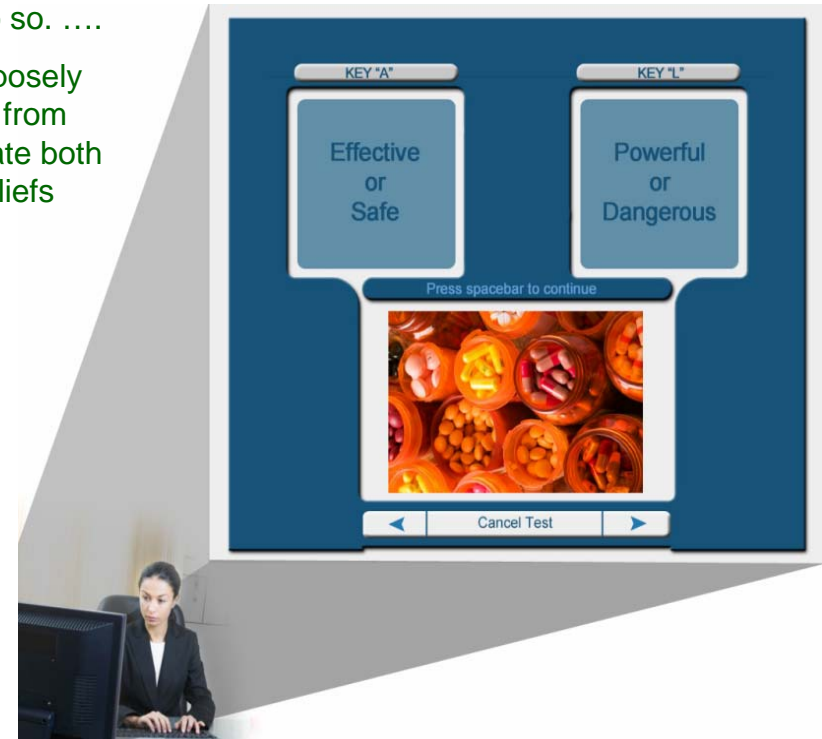 so. ….
oosely
from
ate both
liefs
KEY “A”
KEY “L”
Effective
or
Safe
Powerful
or
Dangerous
Press spacebar to continue
Cancel Test